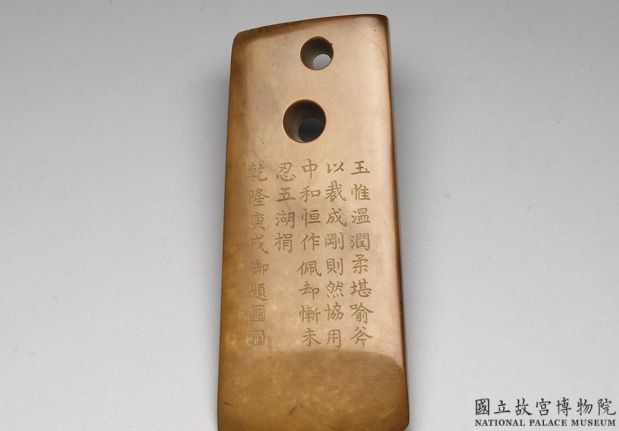 玉惟溫潤柔堪喻斧
以裁成剛則然協用
中和恒作佩却慚未
忍五湖捐
乾隆庚戌御題
國立故宮博物院
NATIONAL PALACE MUSEUM